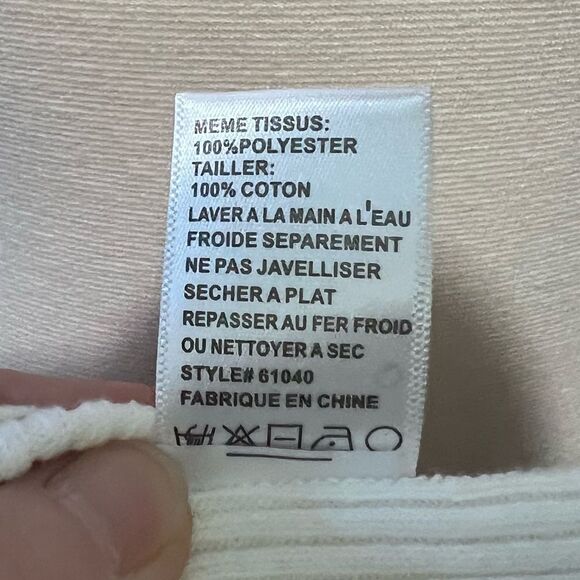 MEME TISSUS:
100%POLYESTER
TAILLER:
100% COTON
LAVER A LA MAIN A L'EAU
FROIDE SEPAREMENT
NE PAS JAVELLISER
SECHER A PLAT
REPASSER AU FER FROID
OU NETTOYER A SEC
STYLE# 61040
FABRIQUE EN CHINE